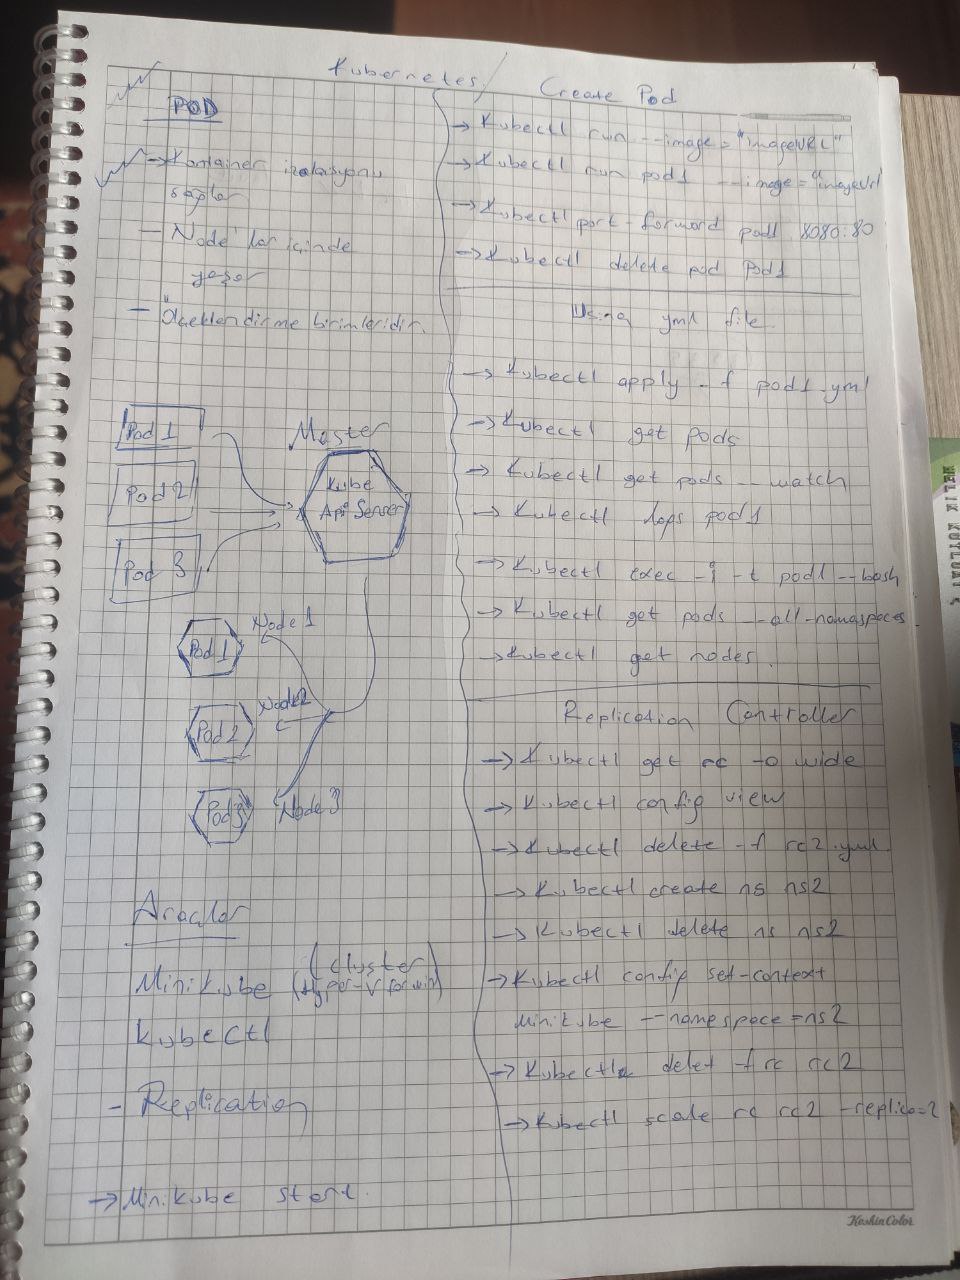 Kubernetes /
POD
→ Kontainer izolasyonu
sağlar
- Node'lar içinde
yaşar
- Ölçeklendirme birimleridir.
Pod 1
Pod 2
Pod 3
Master
Kube
Api Server
Node 1
Pod 1
Node 2
Pod 2
Pod 3
Node 3
Araçlar
Minikube (cluster)
(Hyper-V for win)
Kubectl
- Replication
→ Minikube start.
Create Pod
→ Kubectl run --image="imageURL"
→ Kubectl run pod1 --image="imageUrl
→ Kubectl port-forward pod1 8080:80
→ Kubectl delete pod Pod1
Using yml file.
→ Kubectl apply -f pod1.yml
→ Kubectl get pods
→ Kubectl get pods --watch
→ Kubectl logs pod1
→ Kubectl exec -i -t pod1 --bash
→ Kubectl get pods --all-namespaces
→ Kubectl get nodes.
Replication Controller
→ Kubectl get rc -o wide
→ Kubectl config view
→ Kubectl delete -f rc2.yml
→ Kubectl create ns ns2
→ Kubectl delete ns ns2
→ Kubectl config set-context
Minikube --namespace=ns2
→ Kubectl delet -f rc rc2
→ Kubectl scale rc rc2 -replica=2
KashinColor